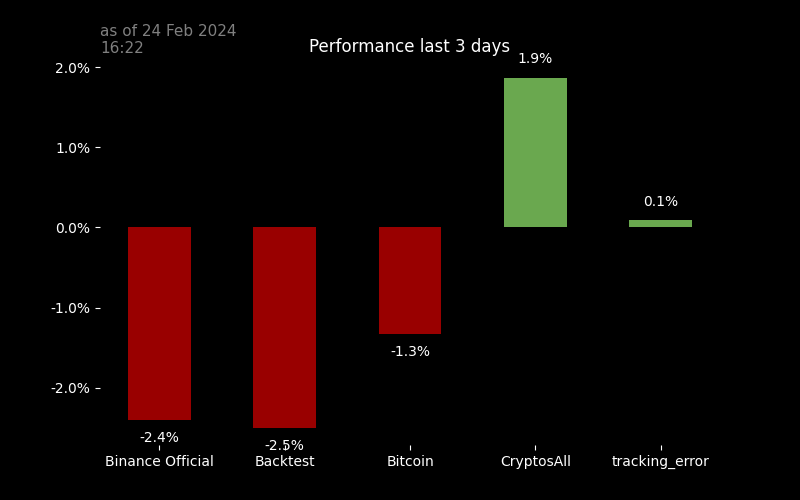 as of 24 Feb 2024
16:22
Performance last 3 days
2.0%
1.0%
0.0%
-1.0%
-2.0%
-2.4%
-2.5%
-1.3%
1.9%
0.1%
Binance Official
Backtest
Bitcoin
CryptosAll
tracking_error